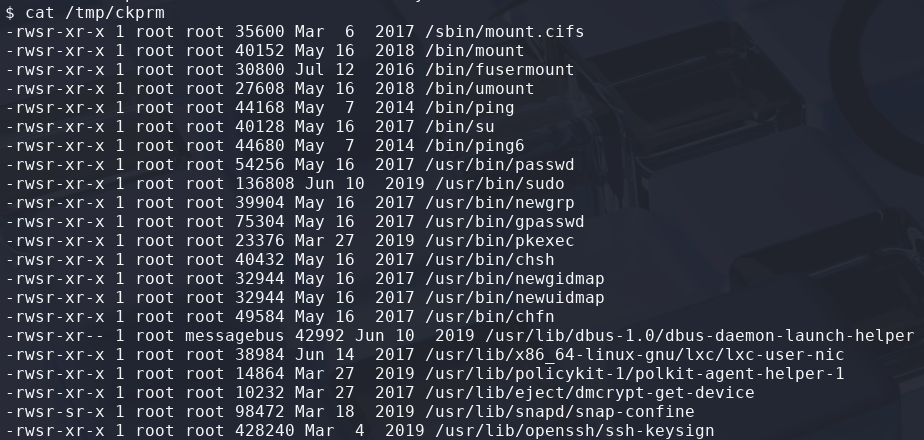 $ cat /tmp/ckprm
-rwsr-xr-x 1 root root 35600 Mar  6  2017 /sbin/mount.cifs
-rwsr-xr-x 1 root root 40152 May 16  2018 /bin/mount
-rwsr-xr-x 1 root root 30800 Jul 12  2016 /bin/fusermount
-rwsr-xr-x 1 root root 27608 May 16  2018 /bin/umount
-rwsr-xr-x 1 root root 44168 May  7  2014 /bin/ping
-rwsr-xr-x 1 root root 40128 May 16  2017 /bin/su
-rwsr-xr-x 1 root root 44680 May  7  2014 /bin/ping6
-rwsr-xr-x 1 root root 54256 May 16  2017 /usr/bin/passwd
-rwsr-xr-x 1 root root 136808 Jun 10  2019 /usr/bin/sudo
-rwsr-xr-x 1 root root 39904 May 16  2017 /usr/bin/newgrp
-rwsr-xr-x 1 root root 75304 May 16  2017 /usr/bin/gpasswd
-rwsr-xr-x 1 root root 23376 Mar 27  2019 /usr/bin/pkexec
-rwsr-xr-x 1 root root 40432 May 16  2017 /usr/bin/chsh
-rwsr-xr-x 1 root root 32944 May 16  2017 /usr/bin/newgidmap
-rwsr-xr-x 1 root root 32944 May 16  2017 /usr/bin/newuidmap
-rwsr-xr-x 1 root root 49584 May 16  2017 /usr/bin/chfn
-rwsr-xr-- 1 root messagebus 42992 Jun 10  2019 /usr/lib/dbus-1.0/dbus-daemon-launch-helper
-rwsr-xr-x 1 root root 38984 Jun 14  2017 /usr/lib/x86_64-linux-gnu/lxc/lxc-user-nic
-rwsr-xr-x 1 root root 14864 Mar 27  2019 /usr/lib/policykit-1/polkit-agent-helper-1
-rwsr-xr-x 1 root root 10232 Mar 27  2017 /usr/lib/eject/dmcrypt-get-device
-rwsr-sr-x 1 root root 98472 Mar 18  2019 /usr/lib/snapd/snap-confine
-rwsr-xr-x 1 root root 428240 Mar  4  2019 /usr/lib/openssh/ssh-keysign